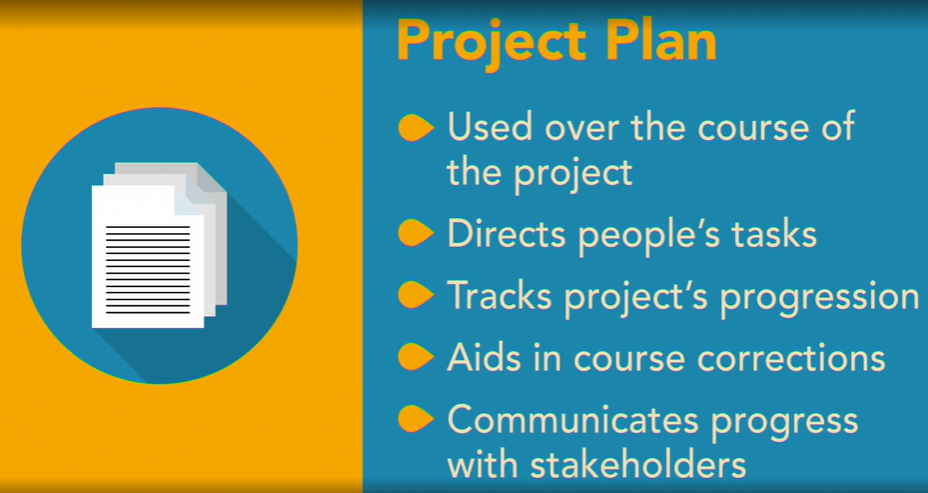 Project Plan
Used over the course of
the project
Directs people’s tasks
Tracks project’s progression
Aids in course corrections
Communicates progress
with stakeholders